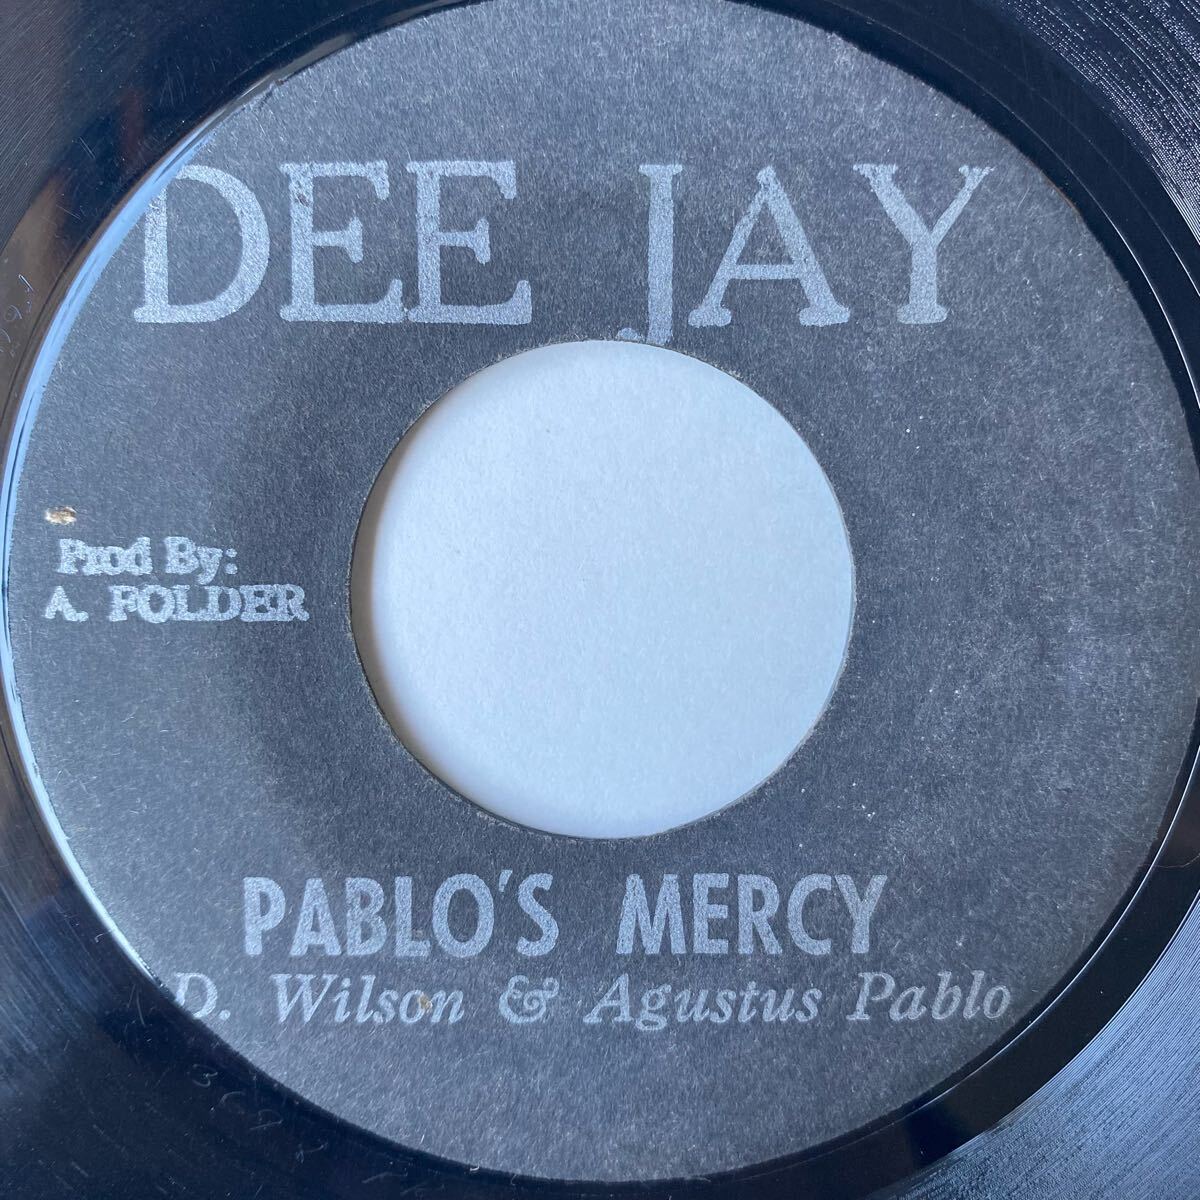 DEE JAY
Prod By:
A. FOLDER
PABLO'S MERCY
D. Wilson & Agustus Pablo